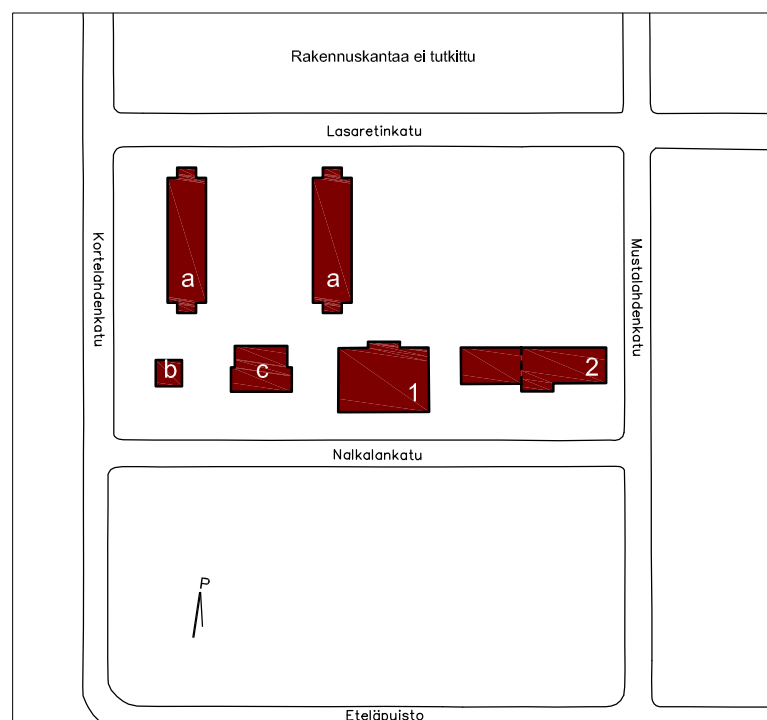 Rakennuskantaa ei tutkittu
Lasaretinkatu
Kortelahdenkatu
Mustalahdenkatu
a
a
b
c
1
2
Nalkalankatu
P
Eteläpuisto